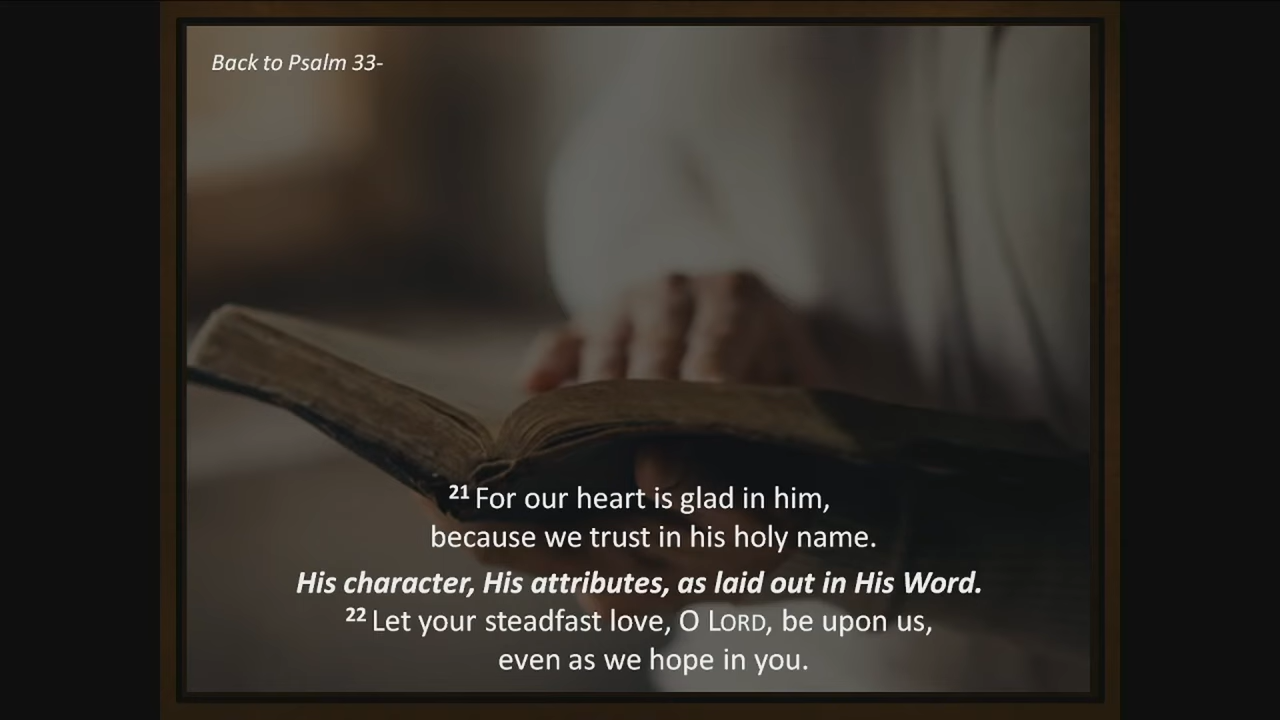 Back to Psalm 33-
21 For our heart is glad in him,
because we trust in his holy name.
His character, His attributes, as laid out in His Word.
22 Let your steadfast love, O LORD, be upon us,
even as we hope in you.